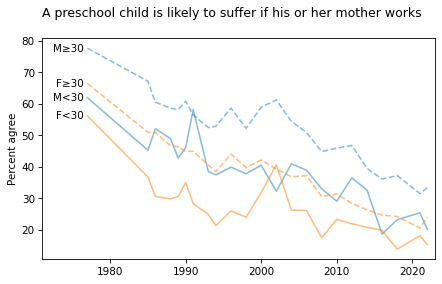 A preschool child is likely to suffer if his or her mother works
80
M≥30
70
F≥30
M<30
60
F<30
50
40
30
20
Percent agree
1980
1990
2000
2010
2020